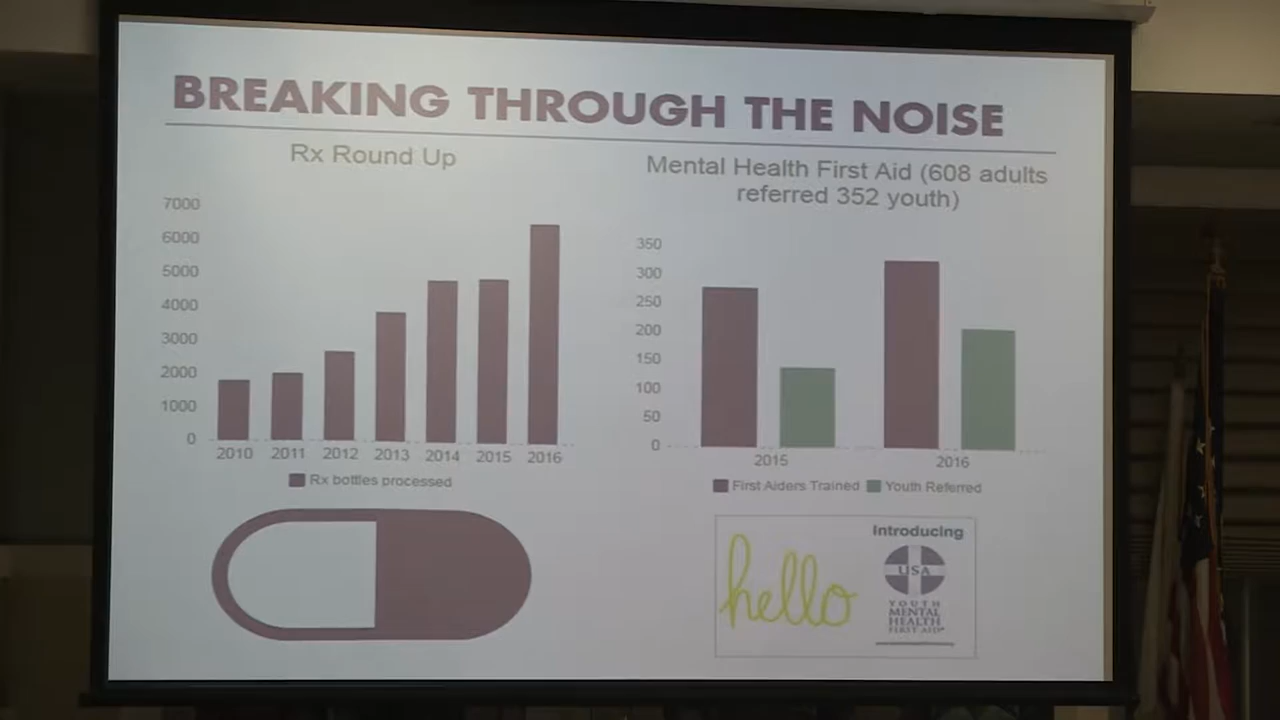 BREAKING THROUGH THE NOISE
Rx Round Up
7000
6000
5000
4000
3000
2000
1000
0
2010 2011 2012 2013 2014 2015 2016
Rx bottles processed
Mental Health First Aid (608 adults
referred 352 youth)
350
300
250
200
150
100
50
0
2015 2016
First Aiders Trained Youth Referred
hello
Introducing
USA
YOUTH
MENTAL
HEALTH
FIRST AID®